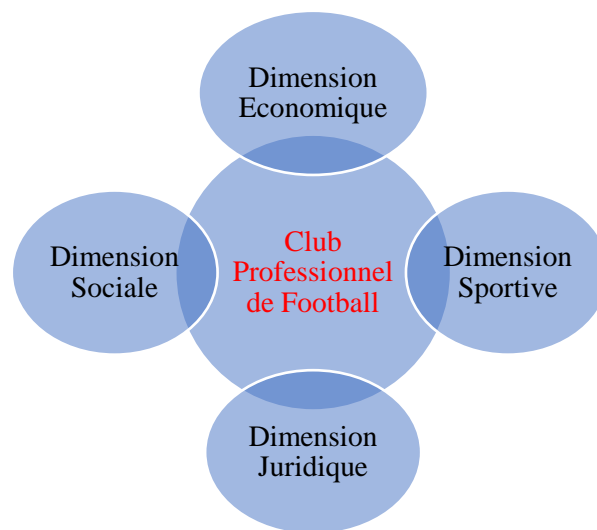 Dimension
Economique
Club
Professionnel
de Football
Dimension
Sociale
Dimension
Sportive
Dimension
Juridique